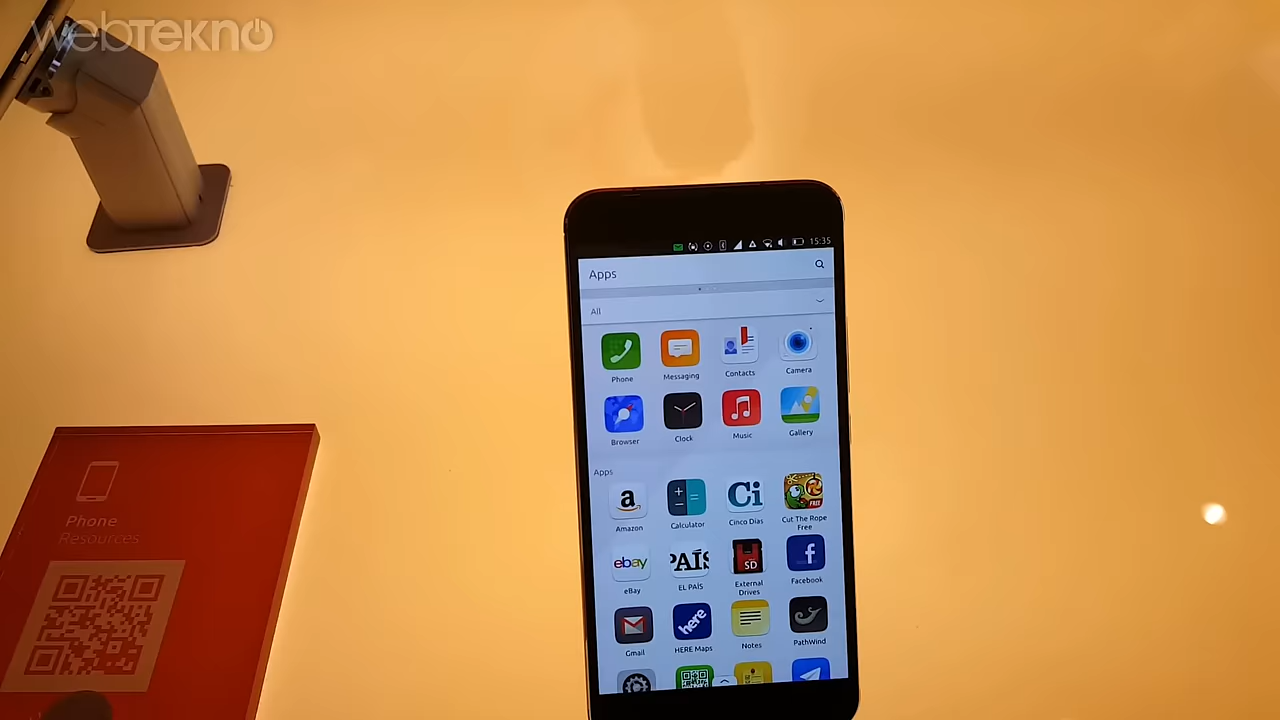 webTEKNO
15:35
Apps
All
Phone Messaging Contacts Camera
Browser Clock Music Gallery
Apps
a
Ci
FREE
Amazon Calculator Cinco Días Cut The Rope Free
ebay
PAÍS
SD
f
eBay EL PAÍS External Drives Facebook
here
Gmail HERE Maps Notes PathWind
Phone
Resources